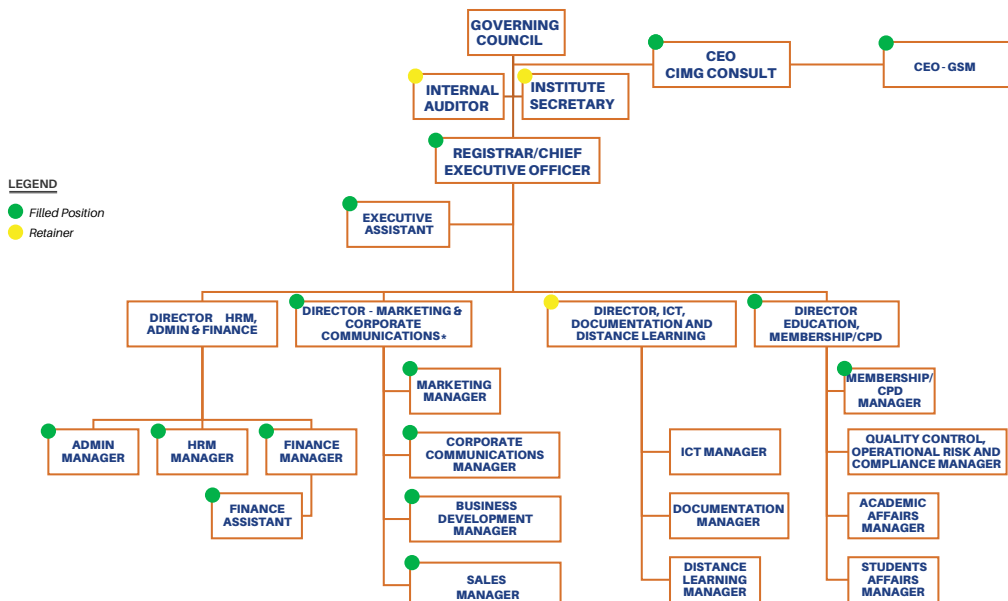 GOVERNING
COUNCIL
CEO
CIMG CONSULT
CEO - GSM
INTERNAL
AUDITOR
INSTITUTE
SECRETARY
REGISTRAR/CHIEF
EXECUTIVE OFFICER
LEGEND
Filled Position
Retainer
EXECUTIVE
ASSISTANT
DIRECTOR HRM,
ADMIN & FINANCE
DIRECTOR - MARKETING &
CORPORATE
COMMUNICATIONS*
DIRECTOR, ICT,
DOCUMENTATION AND
DISTANCE LEARNING
DIRECTOR
EDUCATION,
MEMBERSHIP/CPD
MARKETING
MANAGER
MEMBERSHIP/
CPD
MANAGER
ADMIN
MANAGER
HRM
MANAGER
FINANCE
MANAGER
CORPORATE
COMMUNICATIONS
MANAGER
ICT MANAGER
QUALITY CONTROL,
OPERATIONAL RISK AND
COMPLIANCE MANAGER
FINANCE
ASSISTANT
BUSINESS
DEVELOPMENT
MANAGER
DOCUMENTATION
MANAGER
ACADEMIC
AFFAIRS
MANAGER
SALES
MANAGER
DISTANCE
LEARNING
MANAGER
STUDENTS
AFFAIRS
MANAGER